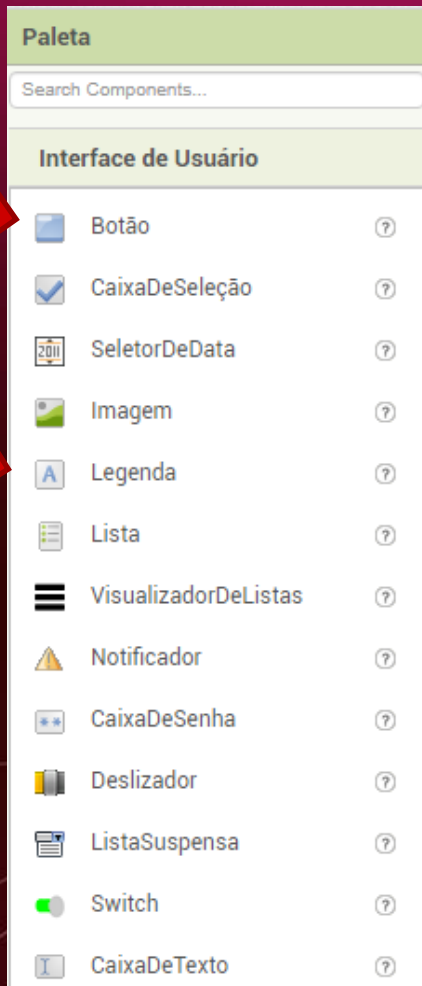 Paleta
Search Components...
Interface de Usuário
Botão
CaixaDeSeleção
2011 SeletorDeData
Imagem
A Legenda
Lista
VisualizadorDeListas
Notificador
CaixaDeSenha
Deslizador
ListaSuspensa
Switch
CaixaDeTexto